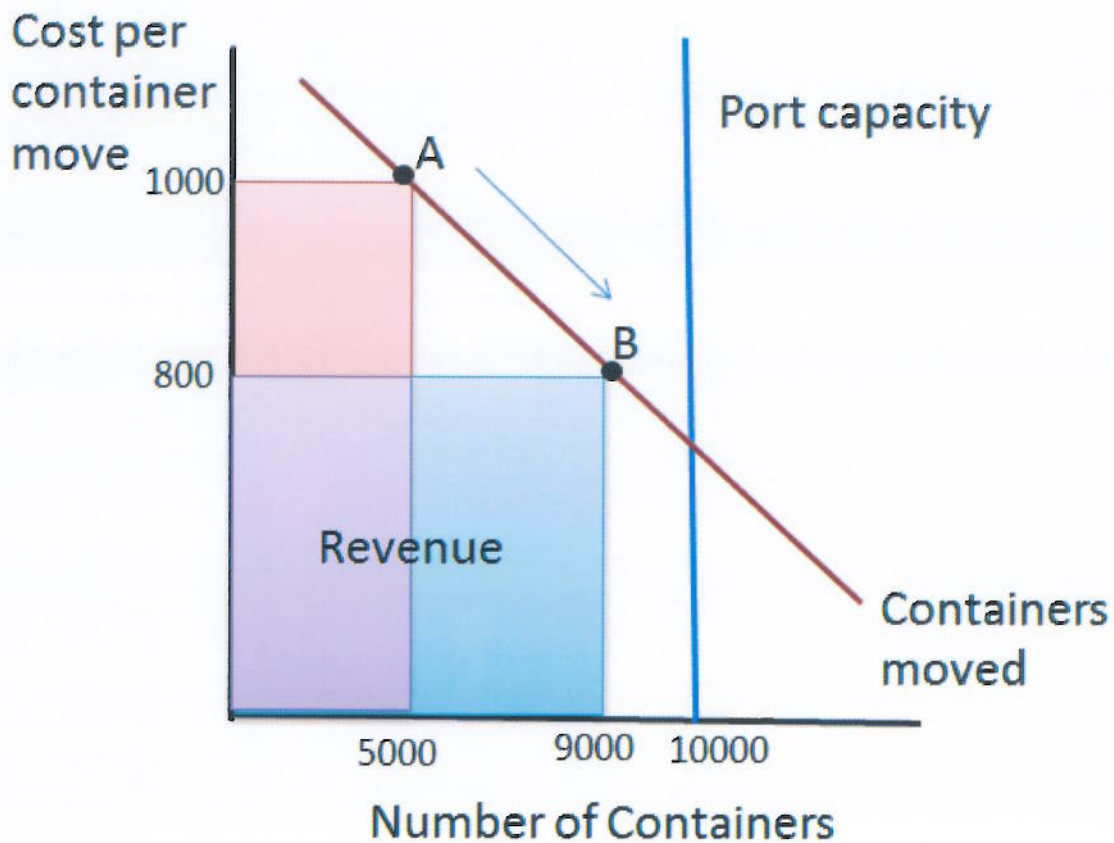 Cost per
container
move
Port capacity
A
1000
B
800
Revenue
Containers
moved
5000
9000
10000
Number of Containers